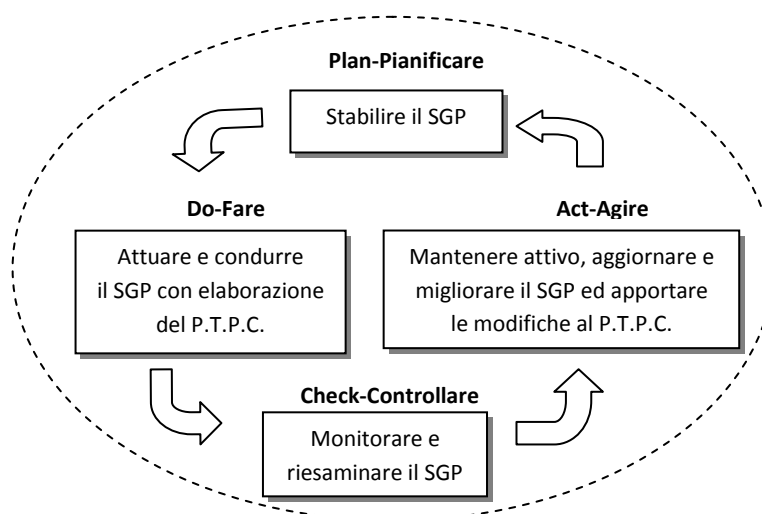 Plan-Pianificare
Stabilire il SGP
Do-Fare
Attuare e condurre
il SGP con elaborazione
del P.T.P.C.
Act-Agire
Mantenere attivo, aggiornare e
migliorare il SGP ed apportare
le modifiche al P.T.P.C.
Check-Controllare
Monitorare e
riesaminare il SGP